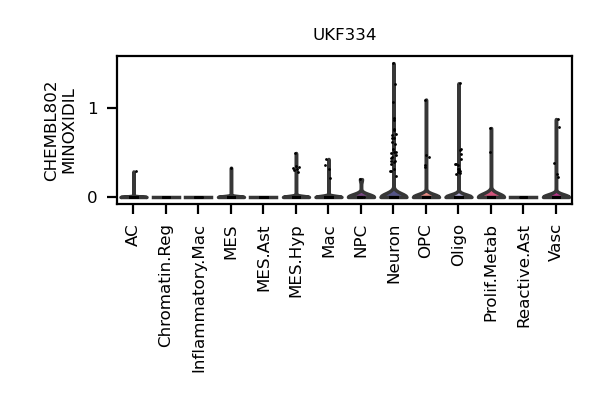 UKF334
CHEMBL802
MINOXIDIL
1
0
AC
Chromatin.Reg
Inflammatory.Mac
MES
MES.Ast
MES.Hyp
Mac
NPC
Neuron
OPC
Oligo
Prolif.Metab
Reactive.Ast
Vasc